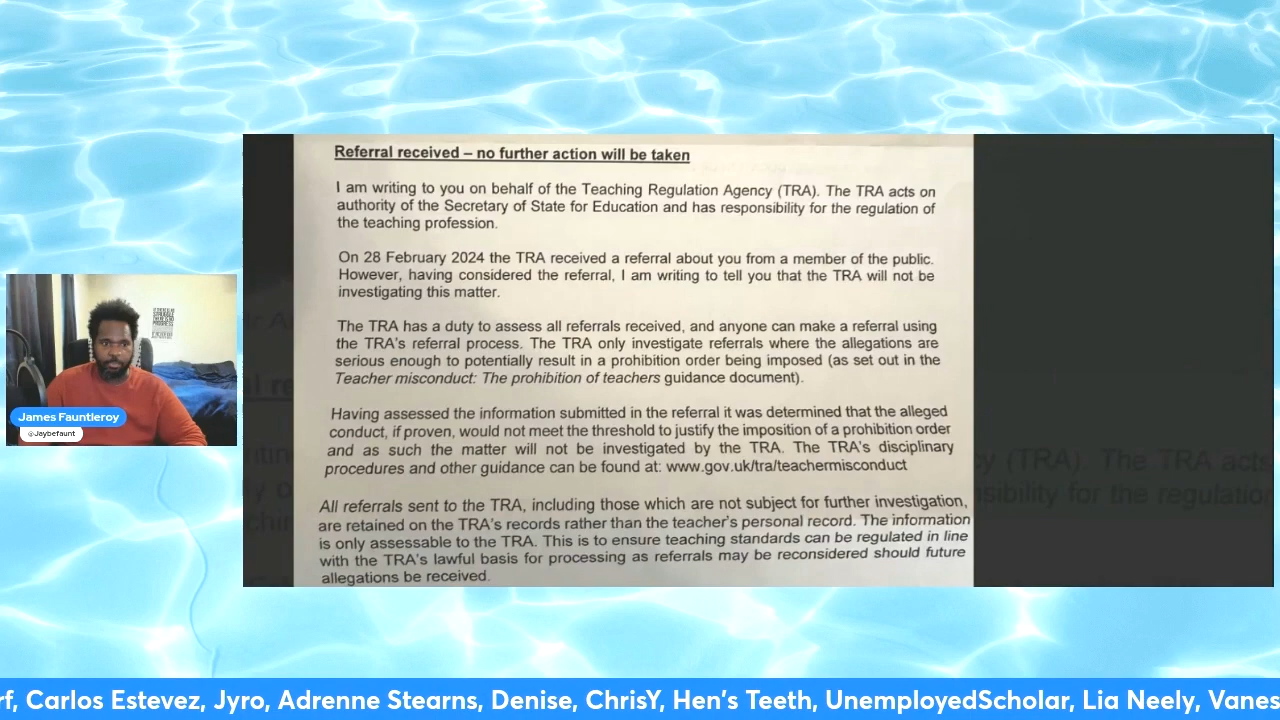 Referral received – no further action will be taken
I am writing to you on behalf of the Teaching Regulation Agency (TRA). The TRA acts on
authority of the Secretary of State for Education and has responsibility for the regulation of
the teaching profession.
On 28 February 2024 the TRA received a referral about you from a member of the public.
However, having considered the referral, I am writing to tell you that the TRA will not be
investigating this matter.
The TRA has a duty to assess all referrals received, and anyone can make a referral using
the TRA's referral process. The TRA only investigate referrals where the allegations are
serious enough to potentially result in a prohibition order being imposed (as set out in the
Teacher misconduct: The prohibition of teachers guidance document).
Having assessed the information submitted in the referral it was determined that the alleged
conduct, if proven, would not meet the threshold to justify the imposition of a prohibition order
and as such the matter will not be investigated by the TRA. The TRA's disciplinary
procedures and other guidance can be found at: www.gov.uk/tra/teachermisconduct
All referrals sent to the TRA, including those which are not subject for further investigation,
are retained on the TRA's records rather than the teacher's personal record. The information
is only assessable to the TRA. This is to ensure teaching standards can be regulated in line
with the TRA's lawful basis for processing as referrals may be reconsidered should future
allegations be received.
cy (TRA). The TRA acts
sibility for the regulation
James Fauntleroy
@Jaybefaunt
rf, Carlos Estevez, Jyro, Adrenne Stearns, Denise, ChrisY, Hen's Teeth, UnemployedScholar, Lia Neely, Vanes